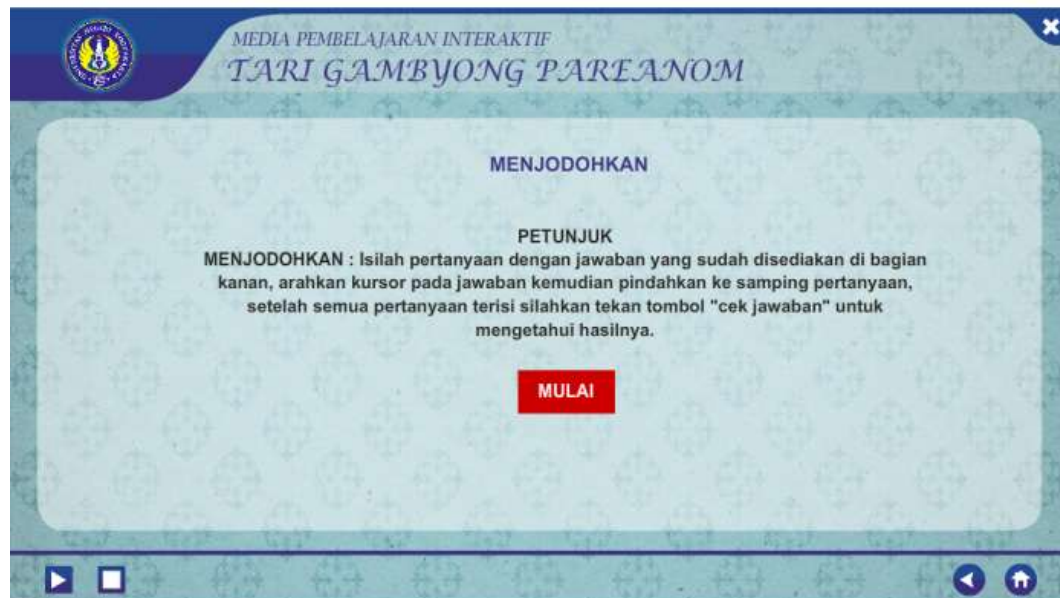 MEDIA PEMBELAJARAN INTERAKTIF
TARI GAMBYONG PAREANOM
MENJODOHKAN
PETUNJUK
MENJODOHKAN : Isilah pertanyaan dengan jawaban yang sudah disediakan di bagian
kanan, arahkan kursor pada jawaban kemudian pindahkan ke samping pertanyaan,
setelah semua pertanyaan terisi silahkan tekan tombol "cek jawaban" untuk
mengetahui hasilnya.
MULAI